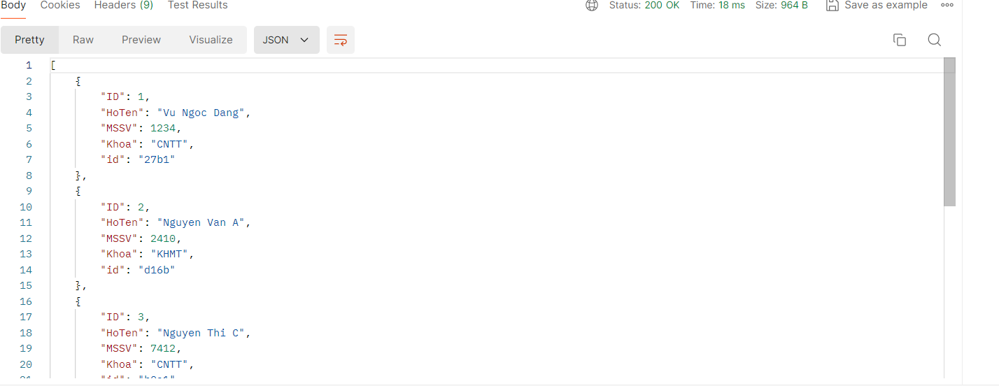 Body Cookies Headers (9) Test Results Status: 200 OK Time: 18 ms Size: 964 B Save as example
Pretty Raw Preview Visualize JSON
1 [
2 {
3 "ID": 1,
4 "HoTen": "Vu Ngoc Dang",
5 "MSSV": 1234,
6 "Khoa": "CNTT",
7 "id": "27b1"
8 },
9 {
10 "ID": 2,
11 "HoTen": "Nguyen Van A",
12 "MSSV": 2410,
13 "Khoa": "KHMT",
14 "id": "d16b"
15 },
16 {
17 "ID": 3,
18 "HoTen": "Nguyen Thi C",
19 "MSSV": 7412,
20 "Khoa": "CNTT",
21 "id":